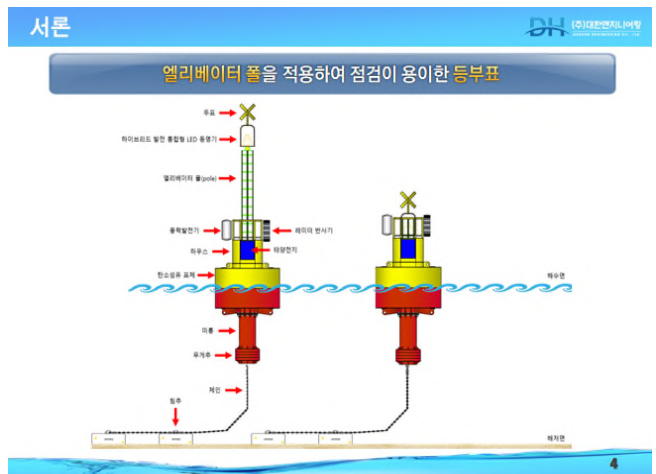 서론
DH (주)대한엔지니어링
엘리베이터 폴을 적용하여 점검이 용이한 등부표
두표
하이브리드 발전 통합형 LED 등명기
엘리베이터 폴(pole)
풍력발전기
레이더 반사기
하우스
태양전지
탄소섬유 표체
해수면
미통
무게추
체인
침추
해저면
4